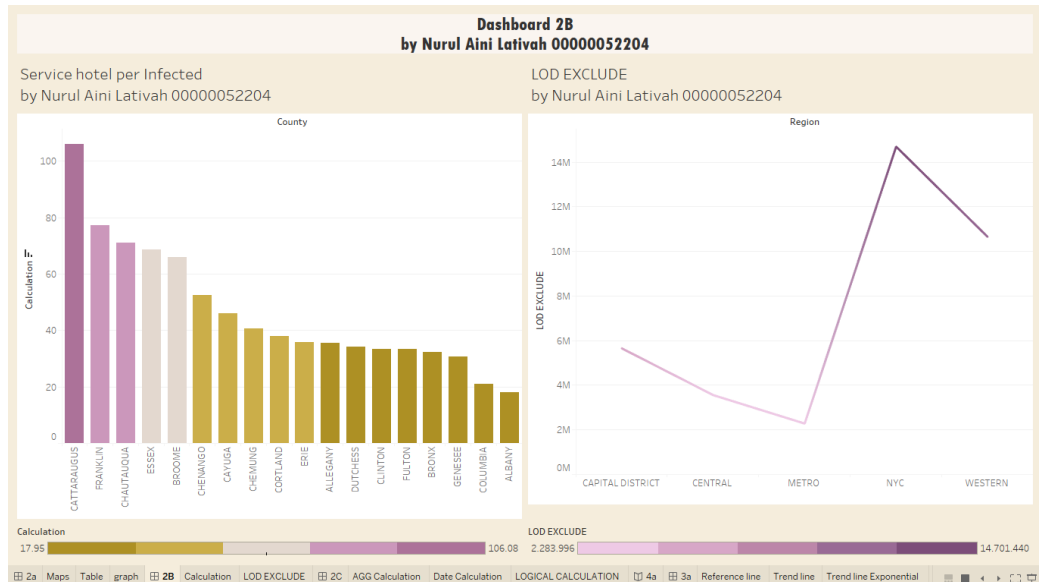 Dashboard 2B
by Nurul Aini Lativah 00000052204
Service hotel per Infected
by Nurul Aini Lativah 00000052204
County
Calculation
100
80
60
40
20
0
CATTARAUGUS
FRANKLIN
CHAUTAUQUA
ESSEX
BROOME
CHENANGO
CAYUGA
CHEMUNG
CORTLAND
ERIE
ALLEGANY
DUTCHESS
CLINTON
FULTON
BRONX
GENESEE
COLUMBIA
ALBANY
LOD EXCLUDE
by Nurul Aini Lativah 00000052204
Region
LOD EXCLUDE
14M
12M
10M
8M
6M
4M
2M
0M
CAPITAL DISTRICT
CENTRAL
METRO
NYC
WESTERN
Calculation
17.95
106.08
LOD EXCLUDE
2.283.996
14.701.440
2a Maps Table graph 2B Calculation LOD EXCLUDE 2C AGG Calculation Date Calculation LOGICAL CALCULATION 4a 3a Reference line Trend line Trend line Exponential